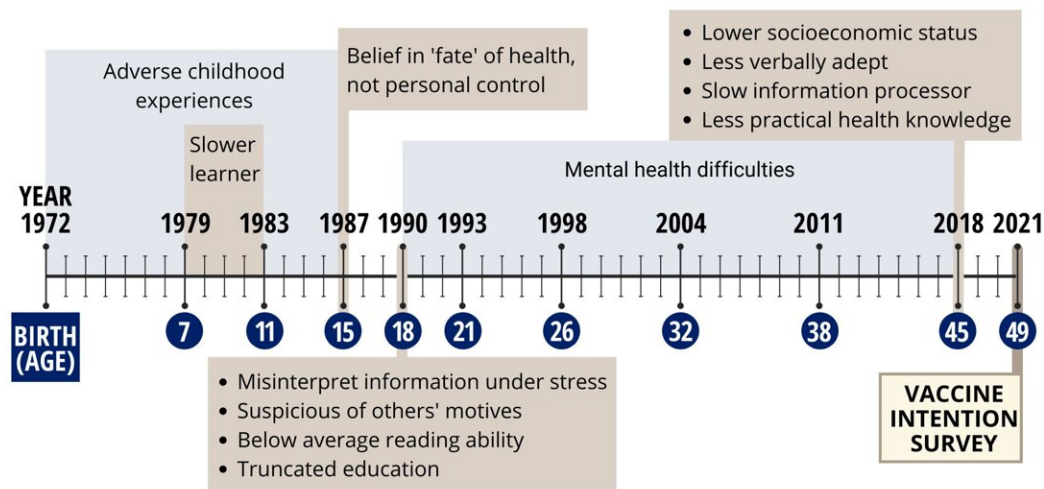 Adverse childhood
experiences
Slower
learner
Belief in 'fate' of health,
not personal control
• Lower socioeconomic status
• Less verbally adept
• Slow information processor
• Less practical health knowledge
Mental health difficulties
YEAR
1972 1979 1983 1987 1990 1993 1998 2004 2011 2018 2021
BIRTH
(AGE)
7 11 15 18 21 26 32 38 45 49
• Misinterpret information under stress
• Suspicious of others' motives
• Below average reading ability
• Truncated education
VACCINE
INTENTION
SURVEY